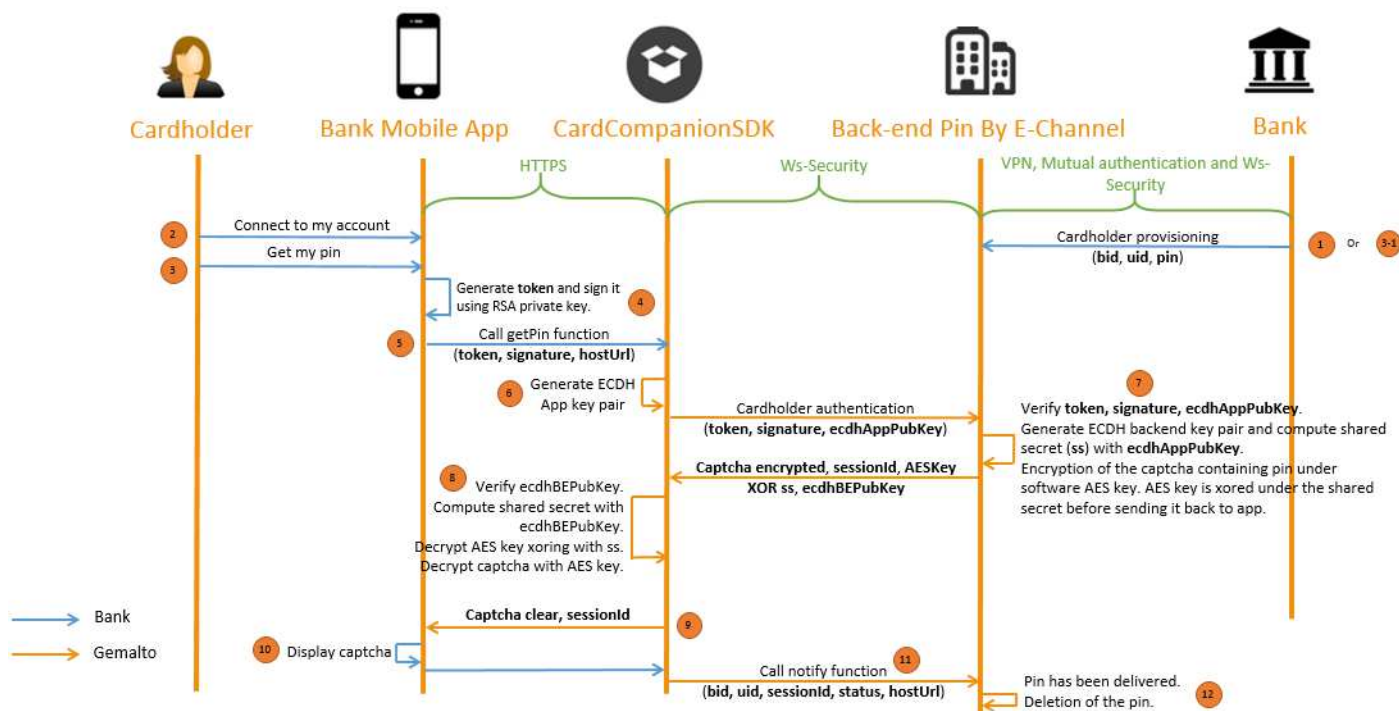 Cardholder
Bank Mobile App
CardCompanionSDK
Back-end Pin By E-Channel
Bank
HTTPS
Ws-Security
VPN, Mutual authentication and Ws-
Security
2
Connect to my account
Cardholder provisioning
(bid, uid, pin)
1
Or
3-1
3
Get my pin
Generate token and sign it
using RSA private key.
4
5
Call getPin function
(token, signature, hostUrl)
6
Generate ECDH
App key pair
Cardholder authentication
(token, signature, ecdhAppPubKey)
7
Verify token, signature, ecdhAppPubKey.
Generate ECDH backend key pair and compute shared
secret (ss) with ecdhAppPubKey.
Encryption of the captcha containing pin under
software AES key. AES key is xored under the shared
secret before sending it back to app.
Captcha encrypted, sessionId, AESKey
XOR ss, ecdhBEPubKey
8
Verify ecdhBEPubKey.
Compute shared secret with
ecdhBEPubKey.
Decrypt AES key xoring with ss.
Decrypt captcha with AES key.
Bank
Gemalto
Captcha clear, sessionId
9
10
Display captcha
Call notify function
11
(bid, uid, sessionId, status, hostUrl)
Pin has been delivered.
Deletion of the pin.
12